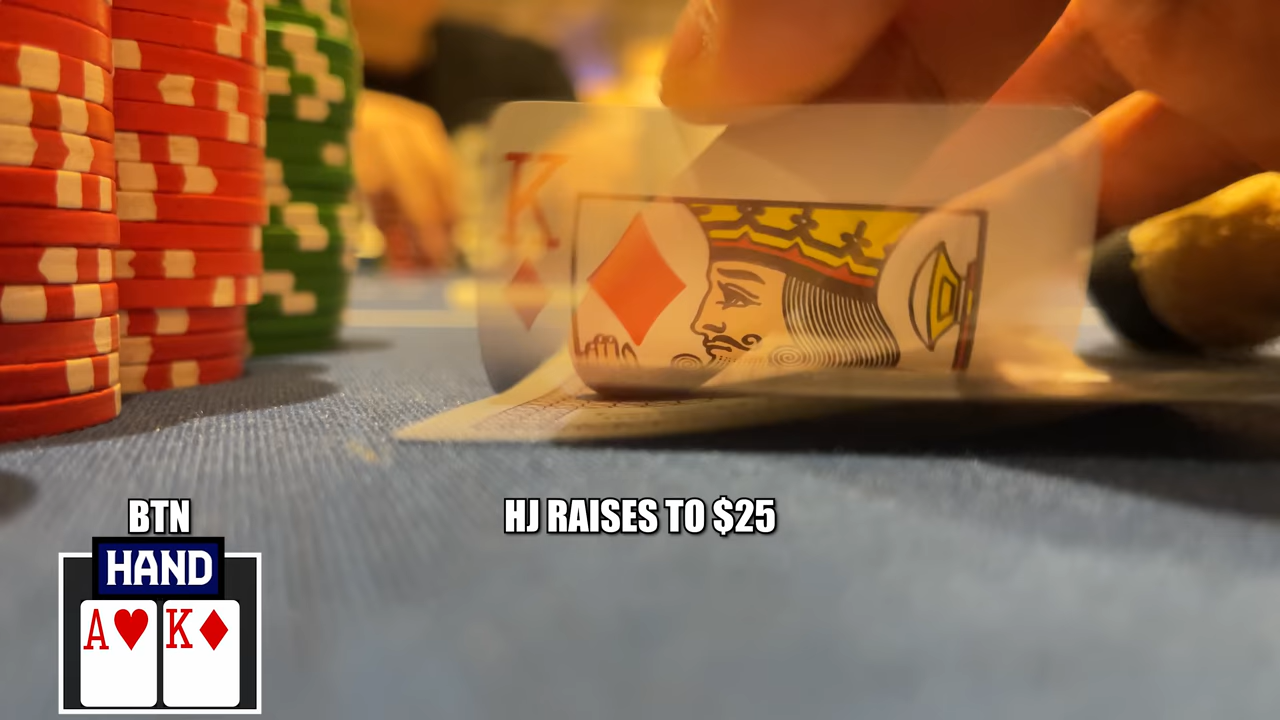 K
BTN
HJ RAISES TO $25
HAND
A♥ K♦